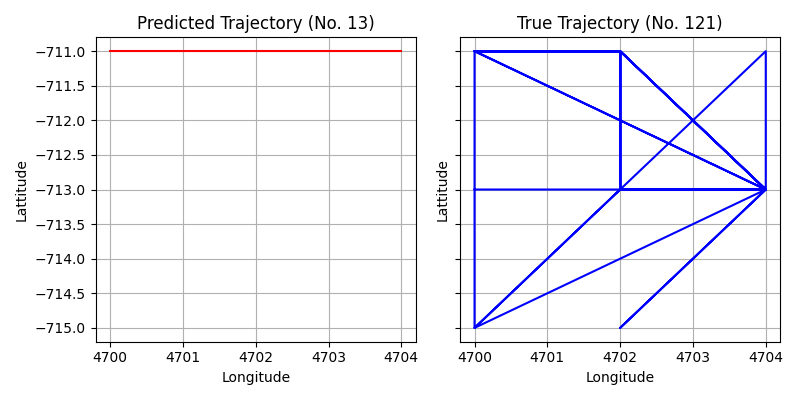 Predicted Trajectory (No. 13)
True Trajectory (No. 121)
−711.0
−711.5
−712.0
−712.5
−713.0
−713.5
−714.0
−714.5
−715.0
Lattitude
Lattitude
4700 4701 4702 4703 4704
4700 4701 4702 4703 4704
Longitude
Longitude